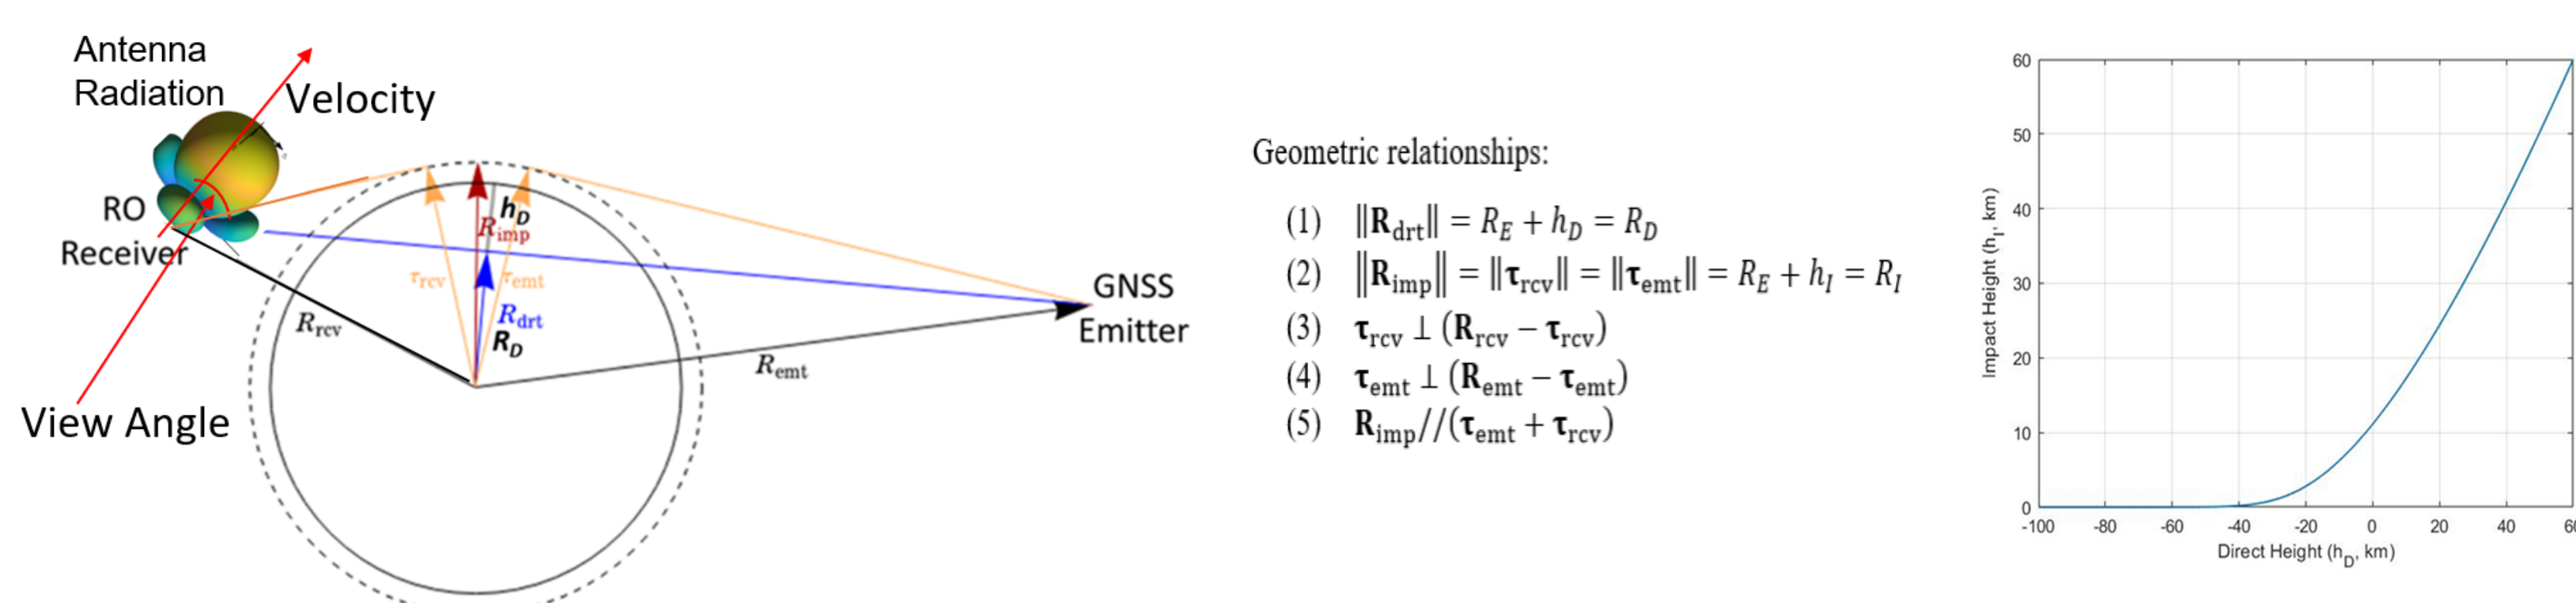 Antenna
Radiation
Velocity
RO
Receiver
View Angle
h_D
R_imp
τ_rcv
τ_emt
R_drt
R_D
R_rcv
R_emt
GNSS
Emitter
Geometric relationships:
(1) ‖R_drt‖ = R_E + h_D = R_D
(2) ‖R_imp‖ = ‖τ_rcv‖ = ‖τ_emt‖ = R_E + h_I = R_I
(3) τ_rcv ⊥ (R_rcv − τ_rcv)
(4) τ_emt ⊥ (R_emt − τ_emt)
(5) R_imp//(τ_emt + τ_rcv)
Impact Height (h_I, km)
60
50
40
30
20
10
0
-100 -80 -60 -40 -20 0 20 40
Direct Height (h_D, km)